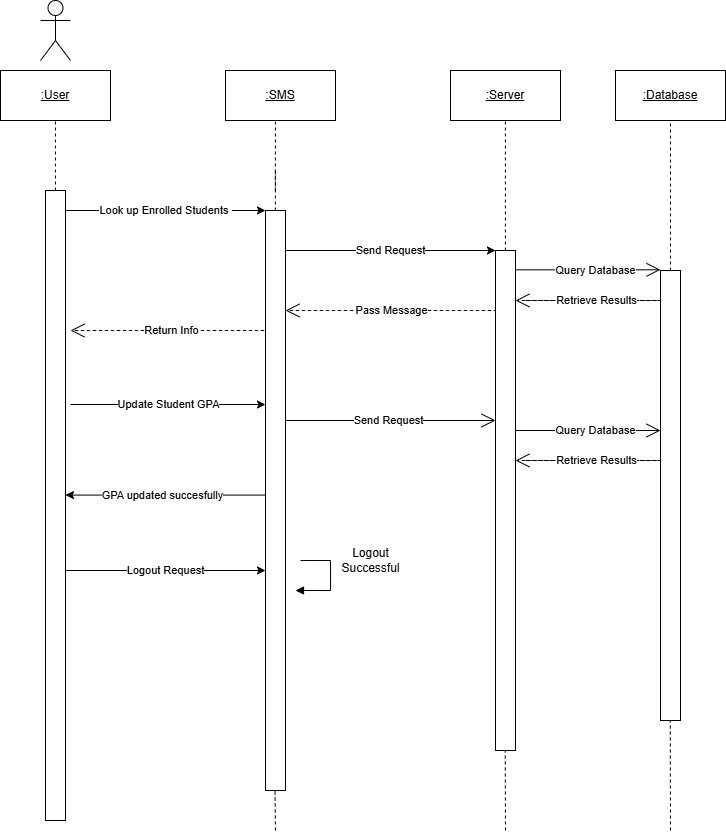 :User
:SMS
:Server
:Database
Look up Enrolled Students
Send Request
Query Database
Retrieve Results
Pass Message
Return Info
Update Student GPA
Send Request
Query Database
Retrieve Results
GPA updated succesfully
Logout
Successful
Logout Request